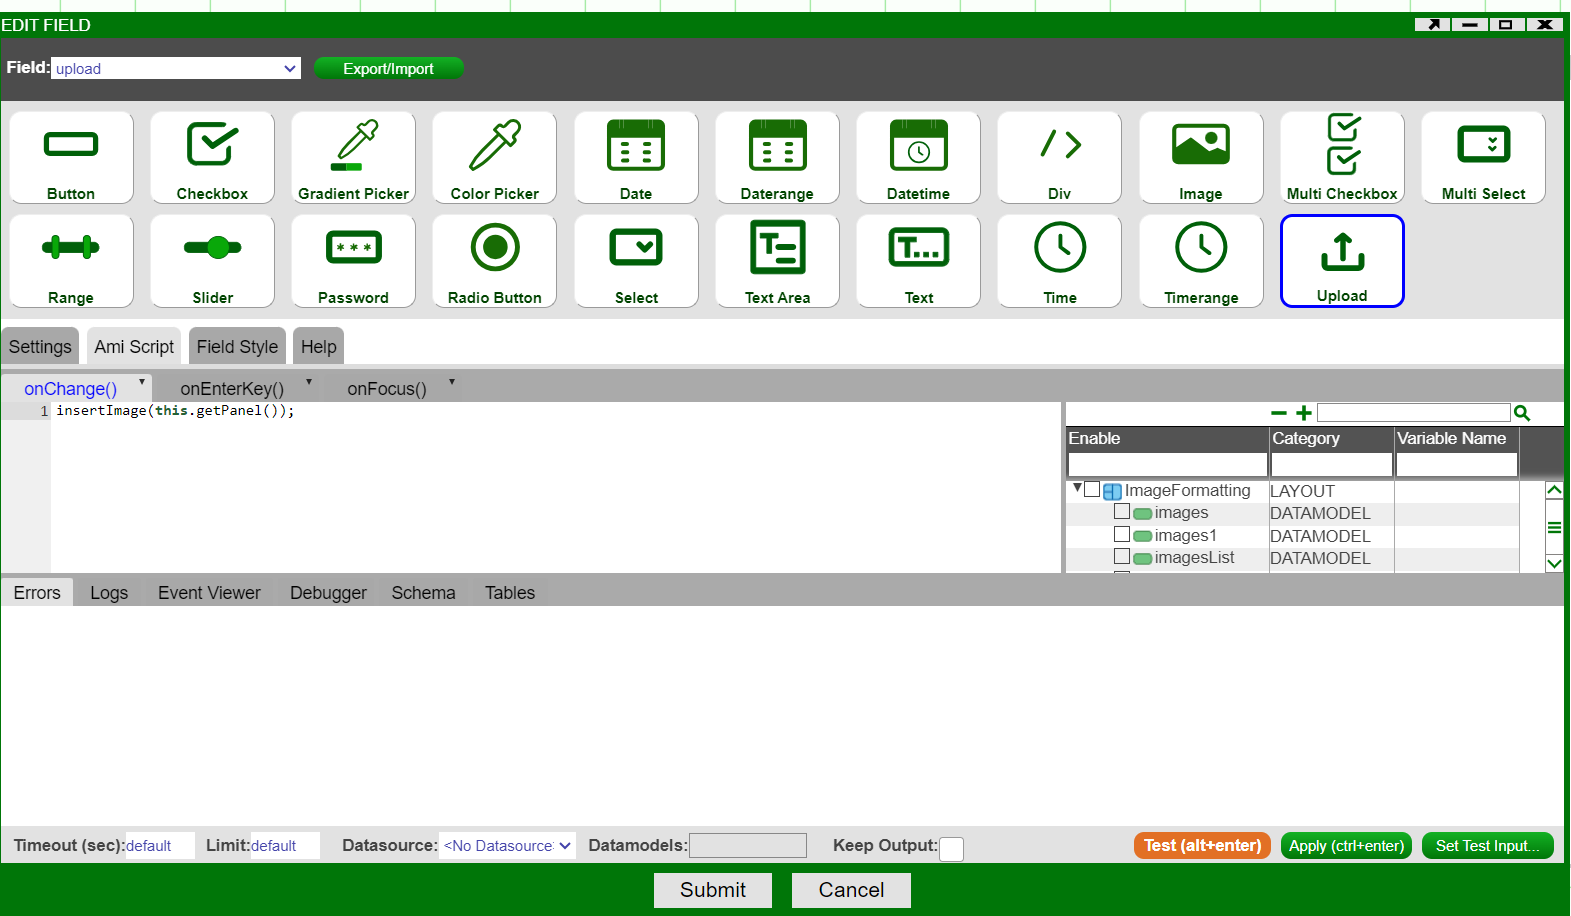 EDIT FIELD
Field: upload Export/Import
Button Checkbox Gradient Picker Color Picker Date Daterange Datetime Div Image Multi Checkbox Multi Select
Range Slider Password Radio Button Select Text Area Text Time Timerange Upload
Settings Ami Script Field Style Help
onChange() onEnterKey() onFocus()
1 insertImage(this.getPanel());
Enable Category Variable Name
ImageFormatting LAYOUT
images DATAMODEL
images1 DATAMODEL
imagesList DATAMODEL
Errors Logs Event Viewer Debugger Schema Tables
Timeout (sec): default Limit: default Datasource: <No Datasource Datamodels: Keep Output: Test (alt+enter) Apply (ctrl+enter) Set Test Input...
Submit Cancel